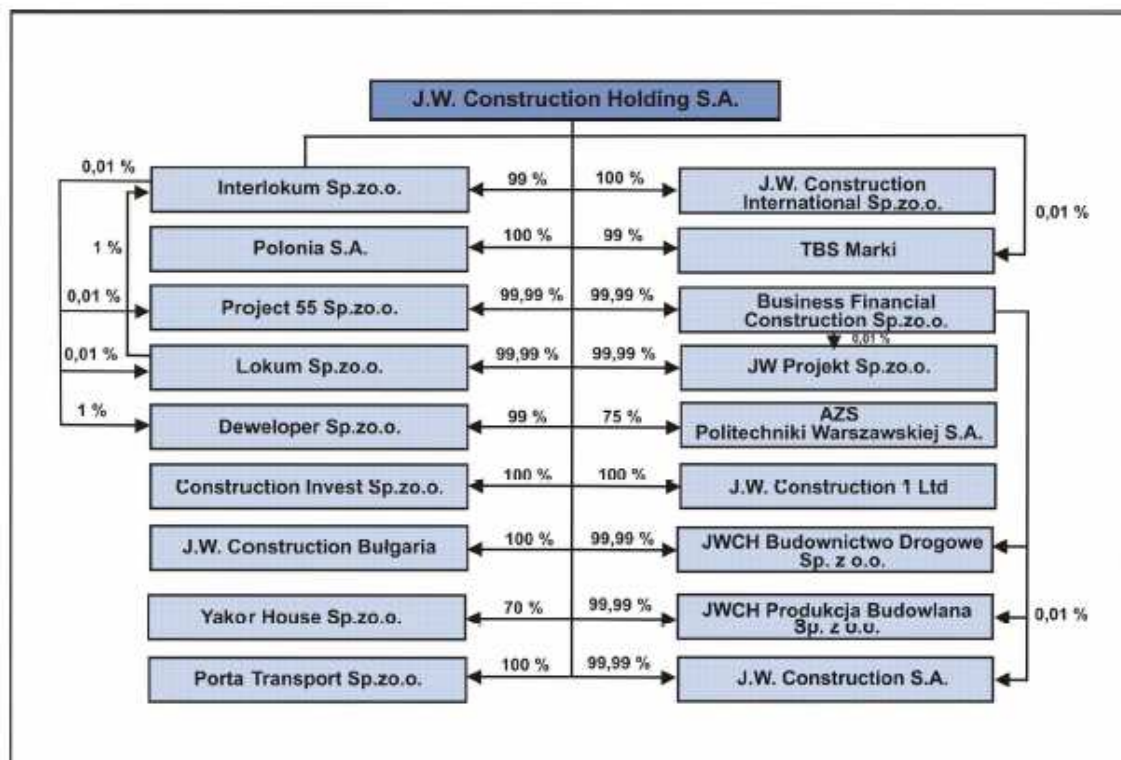 J.W. Construction Holding S.A.
0,01 %
Interlokum Sp.zo.o.
99 %
100 %
J.W. Construction
International Sp.zo.o.
0,01 %
1 %
Polonia S.A.
100 %
99 %
TBS Marki
0,01 %
Project 55 Sp.zo.o.
99,99 %
99,99 %
Business Financial
Construction Sp.zo.o.
0,01 %
0,01 %
Lokum Sp.zo.o.
99,99 %
99,99 %
JW Projekt Sp.zo.o.
1 %
Deweloper Sp.zo.o.
99 %
75 %
AZS
Politechniki Warszawskiej S.A.
Construction Invest Sp.zo.o.
100 %
100 %
J.W. Construction 1 Ltd
J.W. Construction Bułgaria
100 %
99,99 %
JWCH Budownictwo Drogowe
Sp. z o.o.
Yakor House Sp.zo.o.
70 %
99,99 %
JWCH Produkcja Budowlana
Sp. z o.o.
0,01 %
Porta Transport Sp.zo.o.
100 %
99,99 %
J.W. Construction S.A.